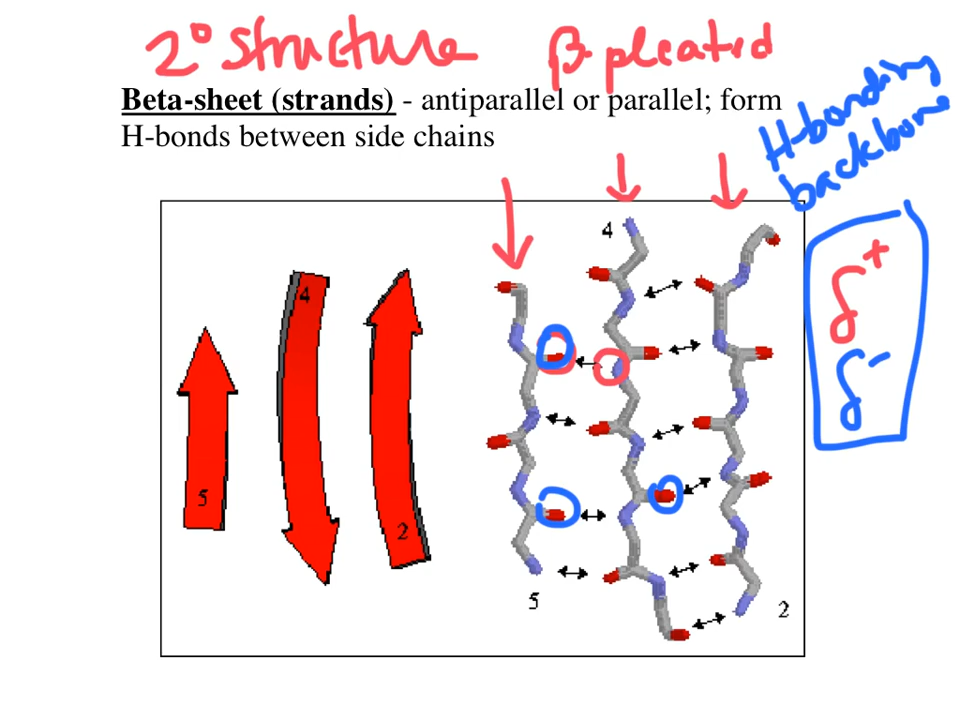 2° structure β pleated
Beta-sheet (strands) - antiparallel or parallel; form
H-bonds between side chains
H-bonding
backbone
4
4
5
2
5
2
δ+
δ-